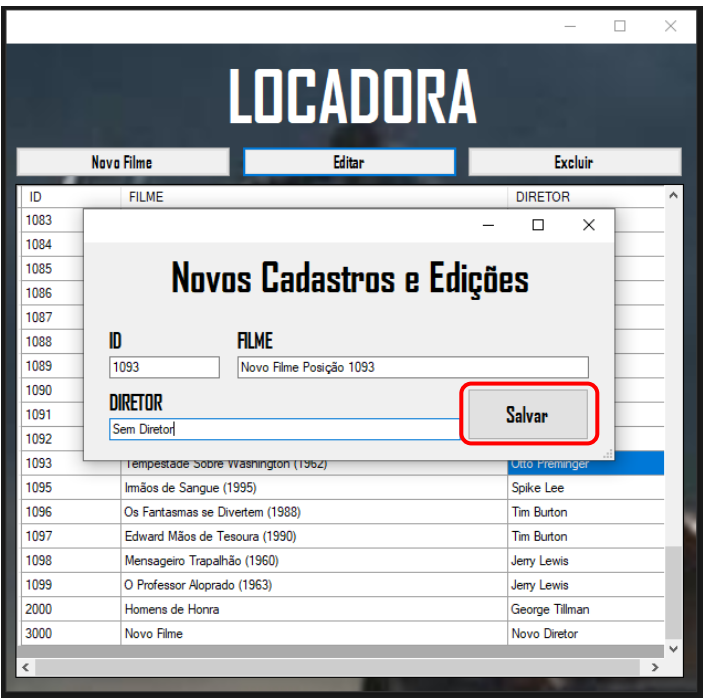 LOCADORA
Novo Filme Editar Excluir
ID FILME DIRETOR
1083
1084
1085
1086
1087
1088
1089
1090
1091
1092
Novos Cadastros e Edições
ID FILME
1093 Novo Filme Posição 1093
DIRETOR
Sem Diretor
Salvar
1093 Tempestade Sobre Washington (1962) Otto Preminger
1095 Imãos de Sangue (1995) Spike Lee
1096 Os Fantasmas se Divertem (1988) Tim Burton
1097 Edward Mãos de Tesoura (1990) Tim Burton
1098 Mensageiro Trapalhão (1960) Jerry Lewis
1099 O Professor Aloprado (1963) Jerry Lewis
2000 Homens de Honra George Tillman
3000 Novo Filme Novo Diretor